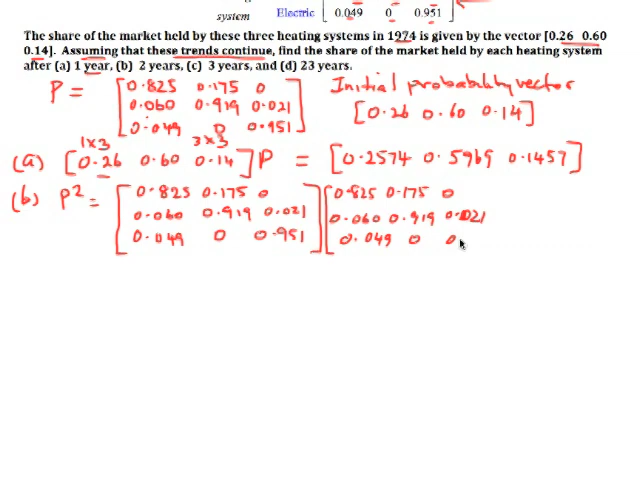 system Electric [ 0.049 0 0.951 ]
The share of the market held by these three heating systems in 1974 is given by the vector [0.26 0.60
0.14]. Assuming that these trends continue, find the share of the market held by each heating system
after (a) 1 year, (b) 2 years, (c) 3 years, and (d) 23 years.
P = [ 0.825 0.175 0 Initial probability vector
0.060 0.919 0.021 [0.26 0.60 0.14]
0.049 0 0.951 ]
1x3 3x3
(a) [0.26 0.60 0.14] P = [0.2574 0.5969 0.1457]
(b) P² = [ 0.825 0.175 0 ] [ 0.825 0.175 0
0.060 0.919 0.021 0.060 0.919 0.021
0.049 0 0.951 0.049 0 0.